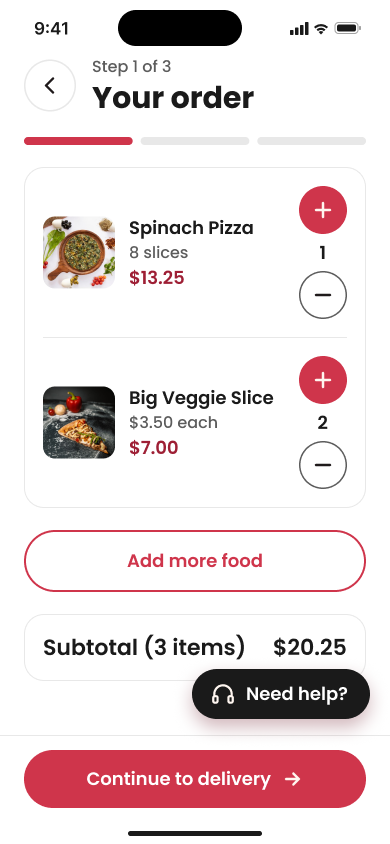 9:41
Step 1 of 3
Your order
Spinach Pizza
8 slices
$13.25
1
Big Veggie Slice
$3.50 each
$7.00
2
Add more food
Subtotal (3 items) $20.25
Need help?
Continue to delivery